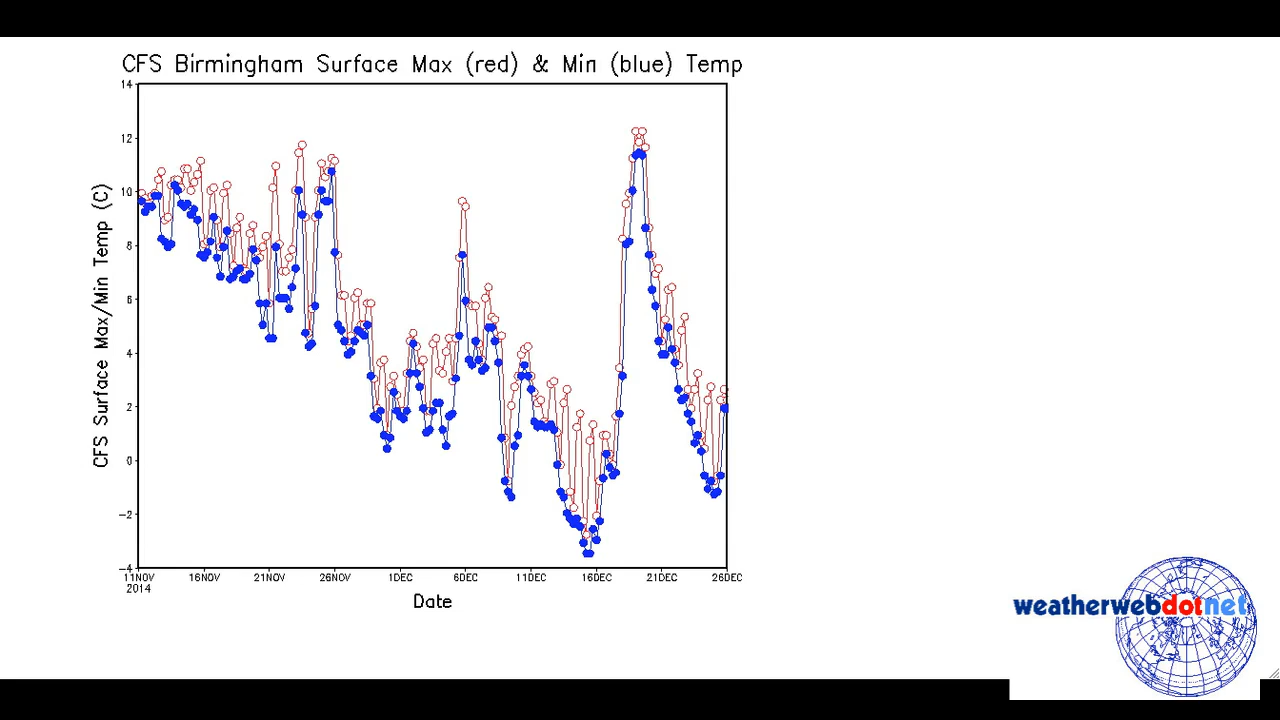 CFS Birmingham Surface Max (red) & Min (blue) Temp
14
12
10
8
6
4
2
0
−2
−4
CFS Surface Max/Min Temp (C)
11NOV 16NOV 21NOV 26NOV 1DEC 6DEC 11DEC 16DEC 21DEC 26DEC
2014
Date
weatherwebdotnet